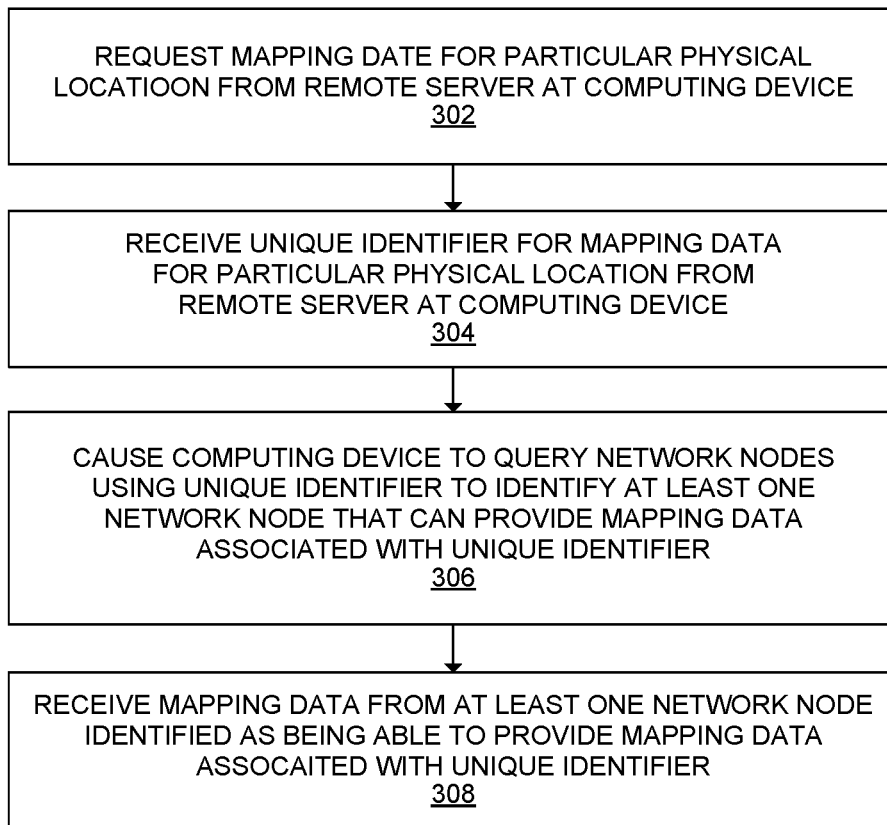 REQUEST MAPPING DATE FOR PARTICULAR PHYSICAL
LOCATIOON FROM REMOTE SERVER AT COMPUTING DEVICE
302
RECEIVE UNIQUE IDENTIFIER FOR MAPPING DATA
FOR PARTICULAR PHYSICAL LOCATION FROM
REMOTE SERVER AT COMPUTING DEVICE
304
CAUSE COMPUTING DEVICE TO QUERY NETWORK NODES
USING UNIQUE IDENTIFIER TO IDENTIFY AT LEAST ONE
NETWORK NODE THAT CAN PROVIDE MAPPING DATA
ASSOCIATED WITH UNIQUE IDENTIFIER
306
RECEIVE MAPPING DATA FROM AT LEAST ONE NETWORK NODE
IDENTIFIED AS BEING ABLE TO PROVIDE MAPPING DATA
ASSOCAITED WITH UNIQUE IDENTIFIER
308